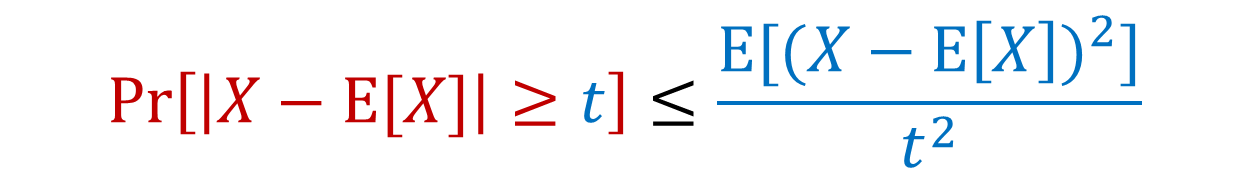 Pr[|X − E[X]| ≥ t] ≤ E[(X − E[X])²] / t²